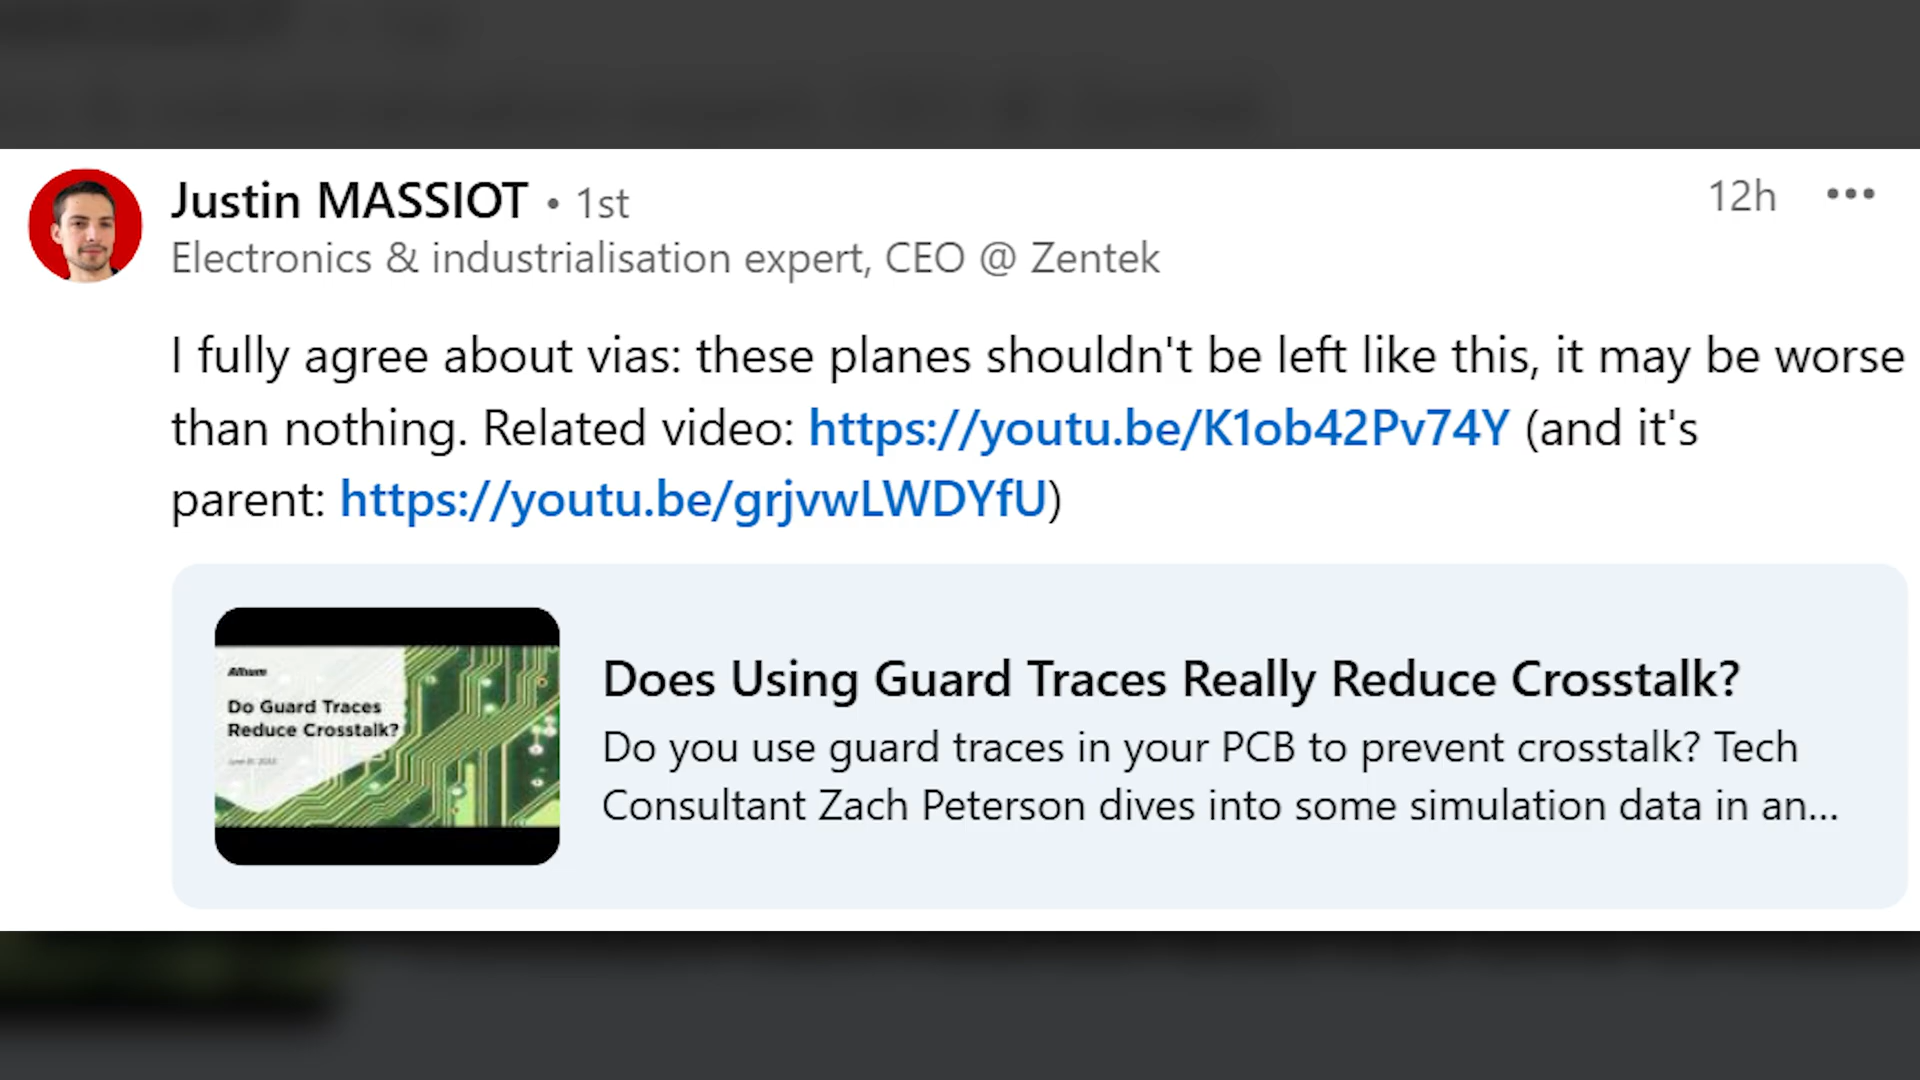 Justin MASSIOT • 1st
12h •••
Electronics & industrialisation expert, CEO @ Zentek
I fully agree about vias: these planes shouldn't be left like this, it may be worse
than nothing. Related video: https://youtu.be/K1ob42Pv74Y (and it's
parent: https://youtu.be/grjvwLWDYfU)
Altium
Do Guard Traces
Reduce Crosstalk?
Does Using Guard Traces Really Reduce Crosstalk?
Do you use guard traces in your PCB to prevent crosstalk? Tech
Consultant Zach Peterson dives into some simulation data in an...